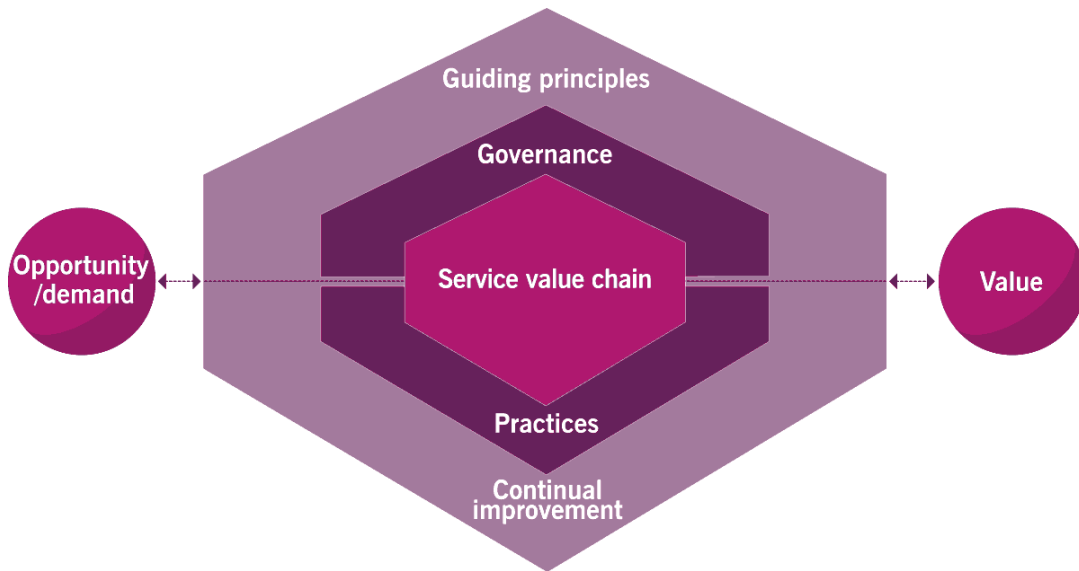 Guiding principles
Governance
Opportunity
/demand
Service value chain
Value
Practices
Continual
improvement